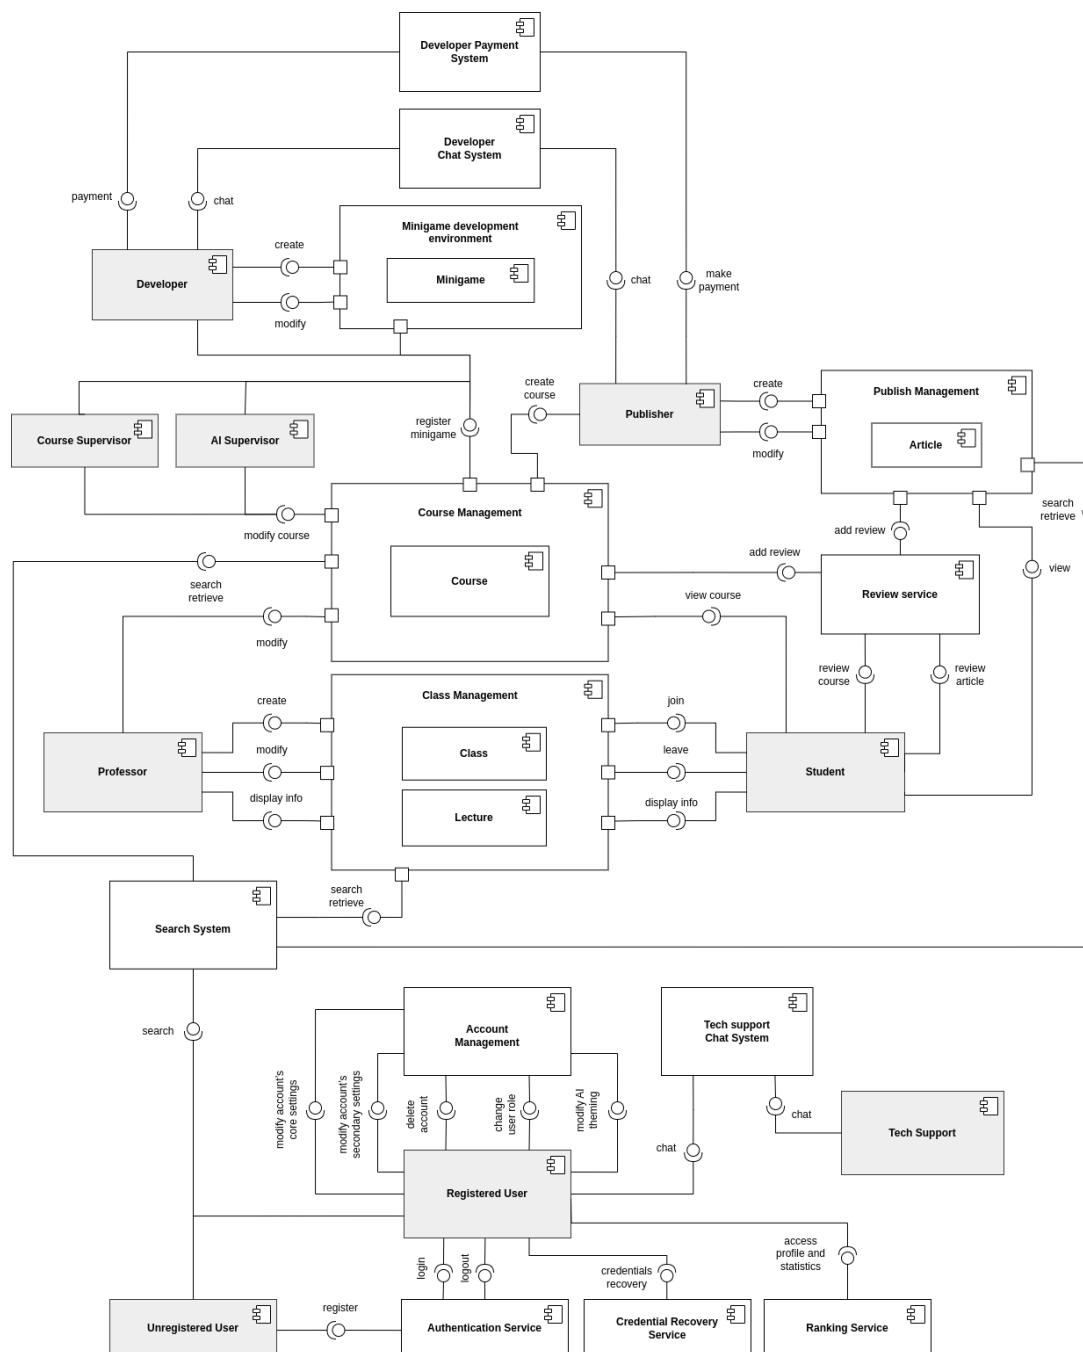 Developer Payment
System
Developer
Chat System
payment
chat
Minigame development
environment
create
Minigame
Developer
modify
chat
make
payment
create
course
Publisher
create
modify
Publish Management
Article
Course Supervisor
AI Supervisor
register
minigame
search
retrieve
add review
view
Course Management
modify course
Course
search
retrieve
modify
add review
view course
Review service
review
course
review
article
Class Management
create
modify
display info
Class
Lecture
join
leave
display info
Professor
Student
search
retrieve
Search System
search
Account
Management
Tech support
Chat System
modify account's
core settings
modify account's
secondary settings
delete
account
change
user role
modify AI
theming
chat
chat
Tech Support
Registered User
login
logout
credentials
recovery
access
profile and
statistics
register
Unregistered User
Authentication Service
Credential Recovery
Service
Ranking Service